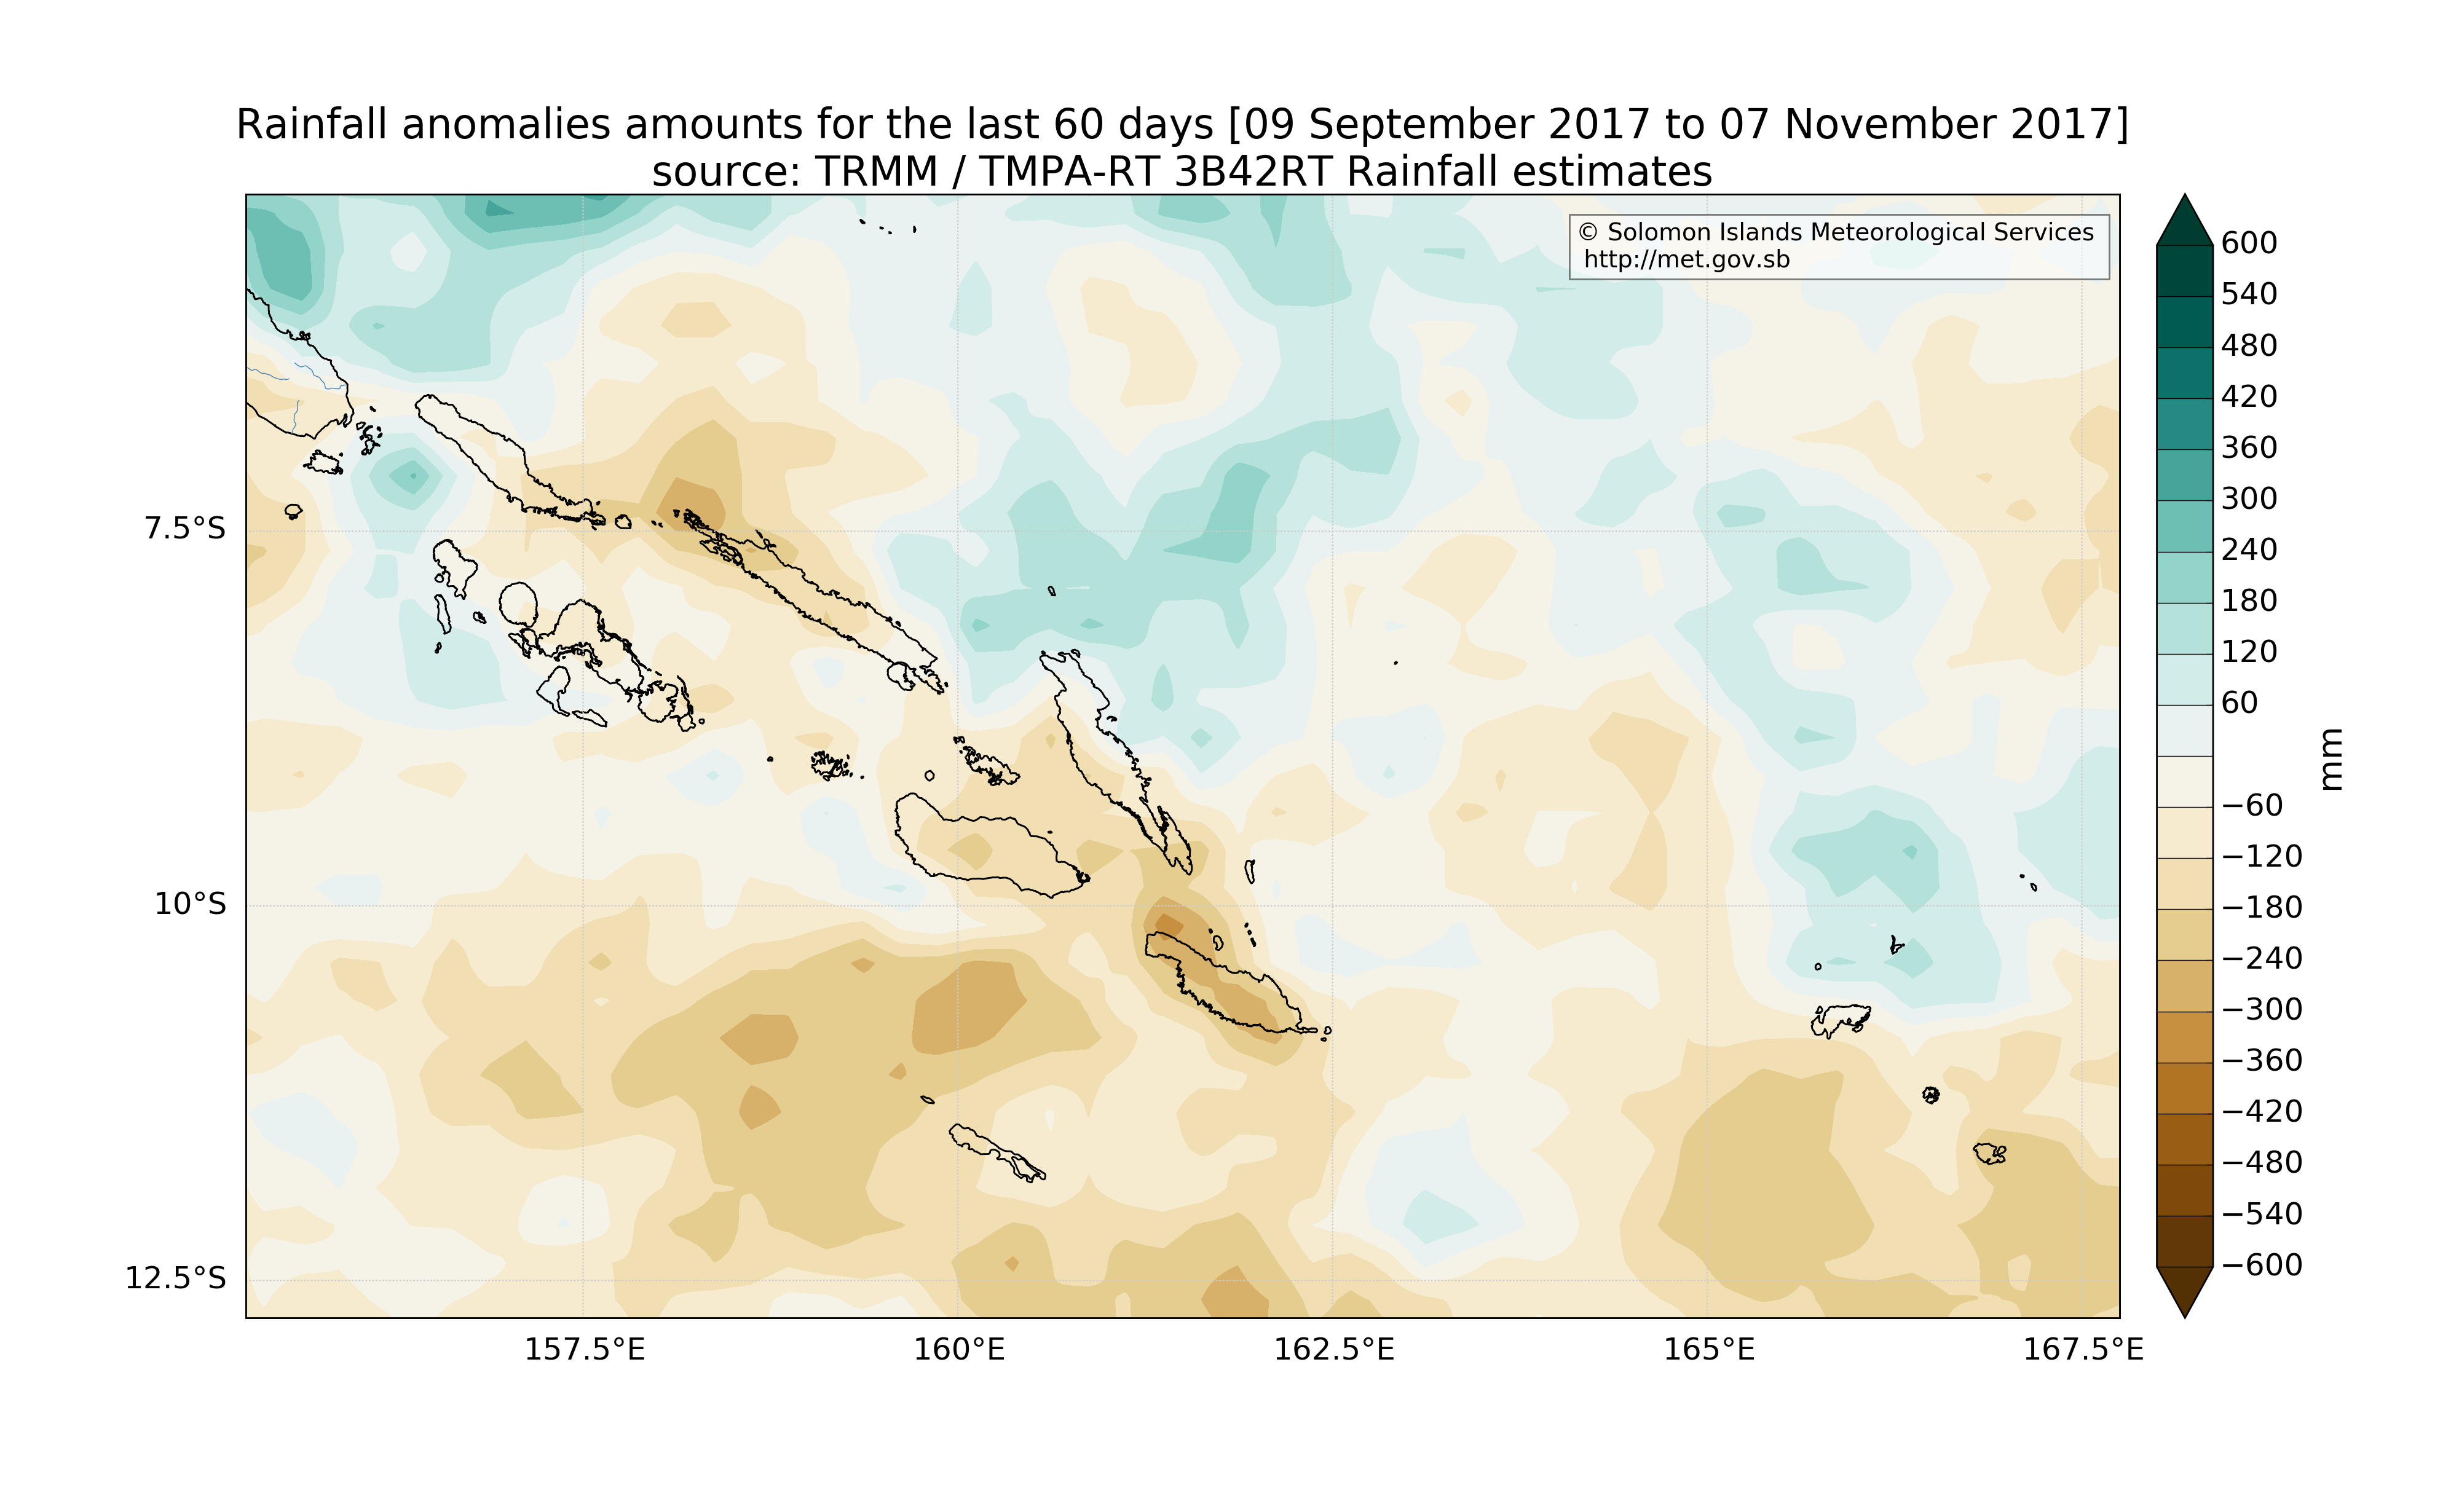 Rainfall anomalies amounts for the last 60 days [09 September 2017 to 07 November 2017]
source: TRMM / TMPA-RT 3B42RT Rainfall estimates
© Solomon Islands Meteorological Services
http://met.gov.sb
7.5°S
10°S
12.5°S
157.5°E
160°E
162.5°E
165°E
167.5°E
600
540
480
420
360
300
240
180
120
60
−60
−120
−180
−240
−300
−360
−420
−480
−540
−600
mm